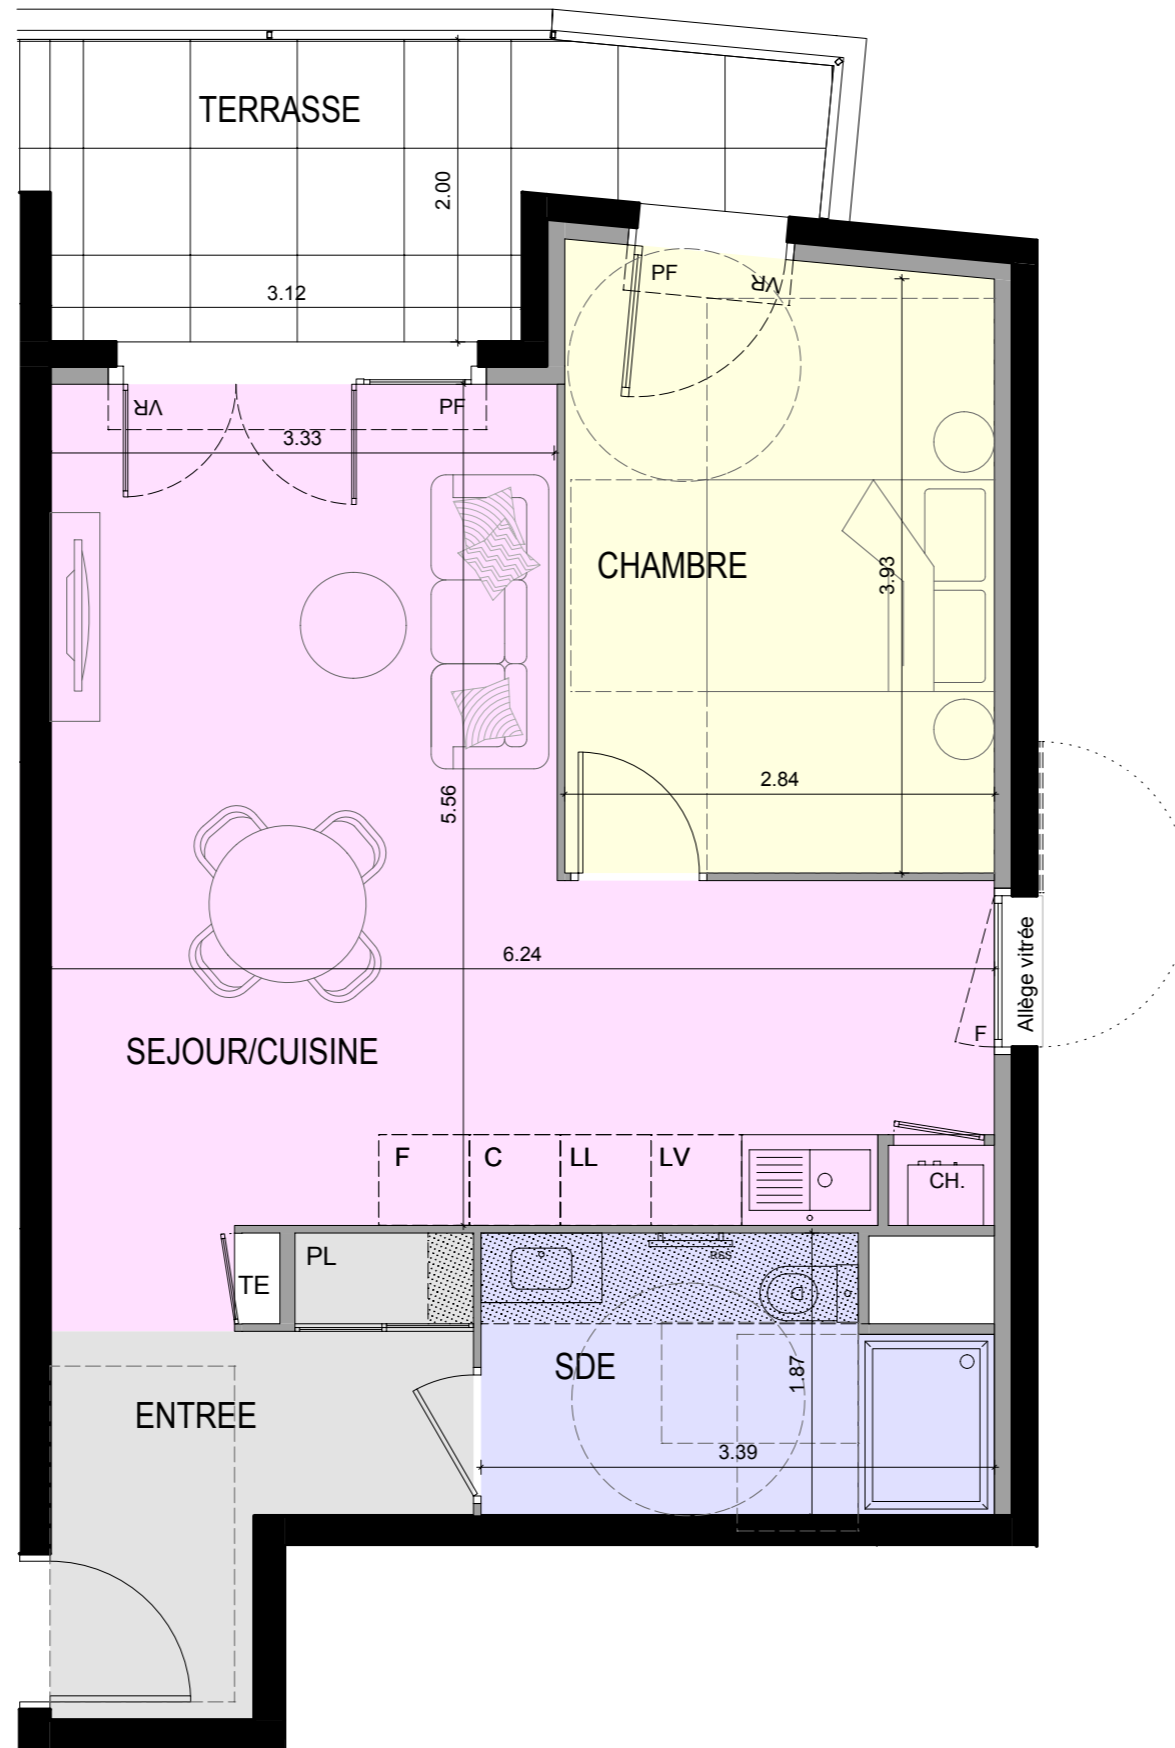 TERRASSE
2.00
3.12
PF
VR
VR
PF
3.33
CHAMBRE
3.93
2.84
5.56
6.24
Allège vitrée
F
SEJOUR/CUISINE
F
C
LL
LV
CH.
PL
TE
RSS
SDE
1.87
ENTREE
3.39